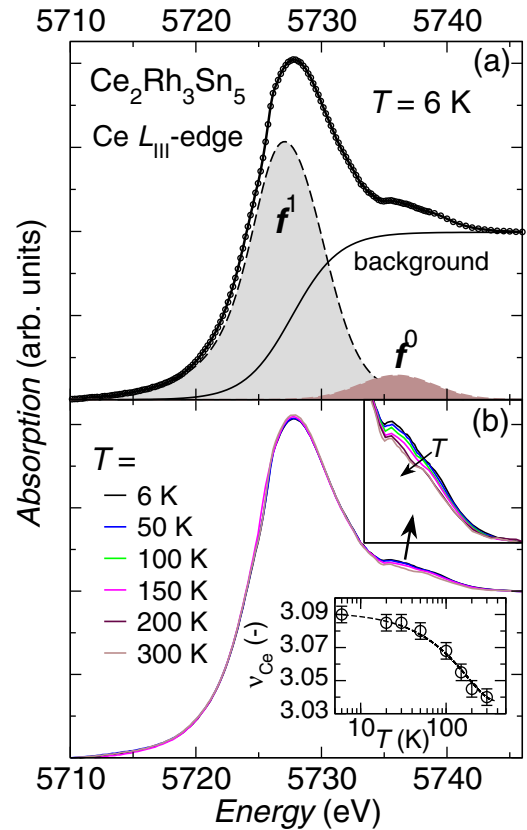 5710 5720 5730 5740
(a)
Ce2Rh3Sn5
T = 6 K
Ce LIII-edge
f1
background
f0
Absorption (arb. units)
(b)
T =
T
6 K
50 K
100 K
150 K
200 K
300 K
3.09
3.07
3.05
3.03
νCe (-)
10 100
T (K)
5710 5720 5730 5740
Energy (eV)